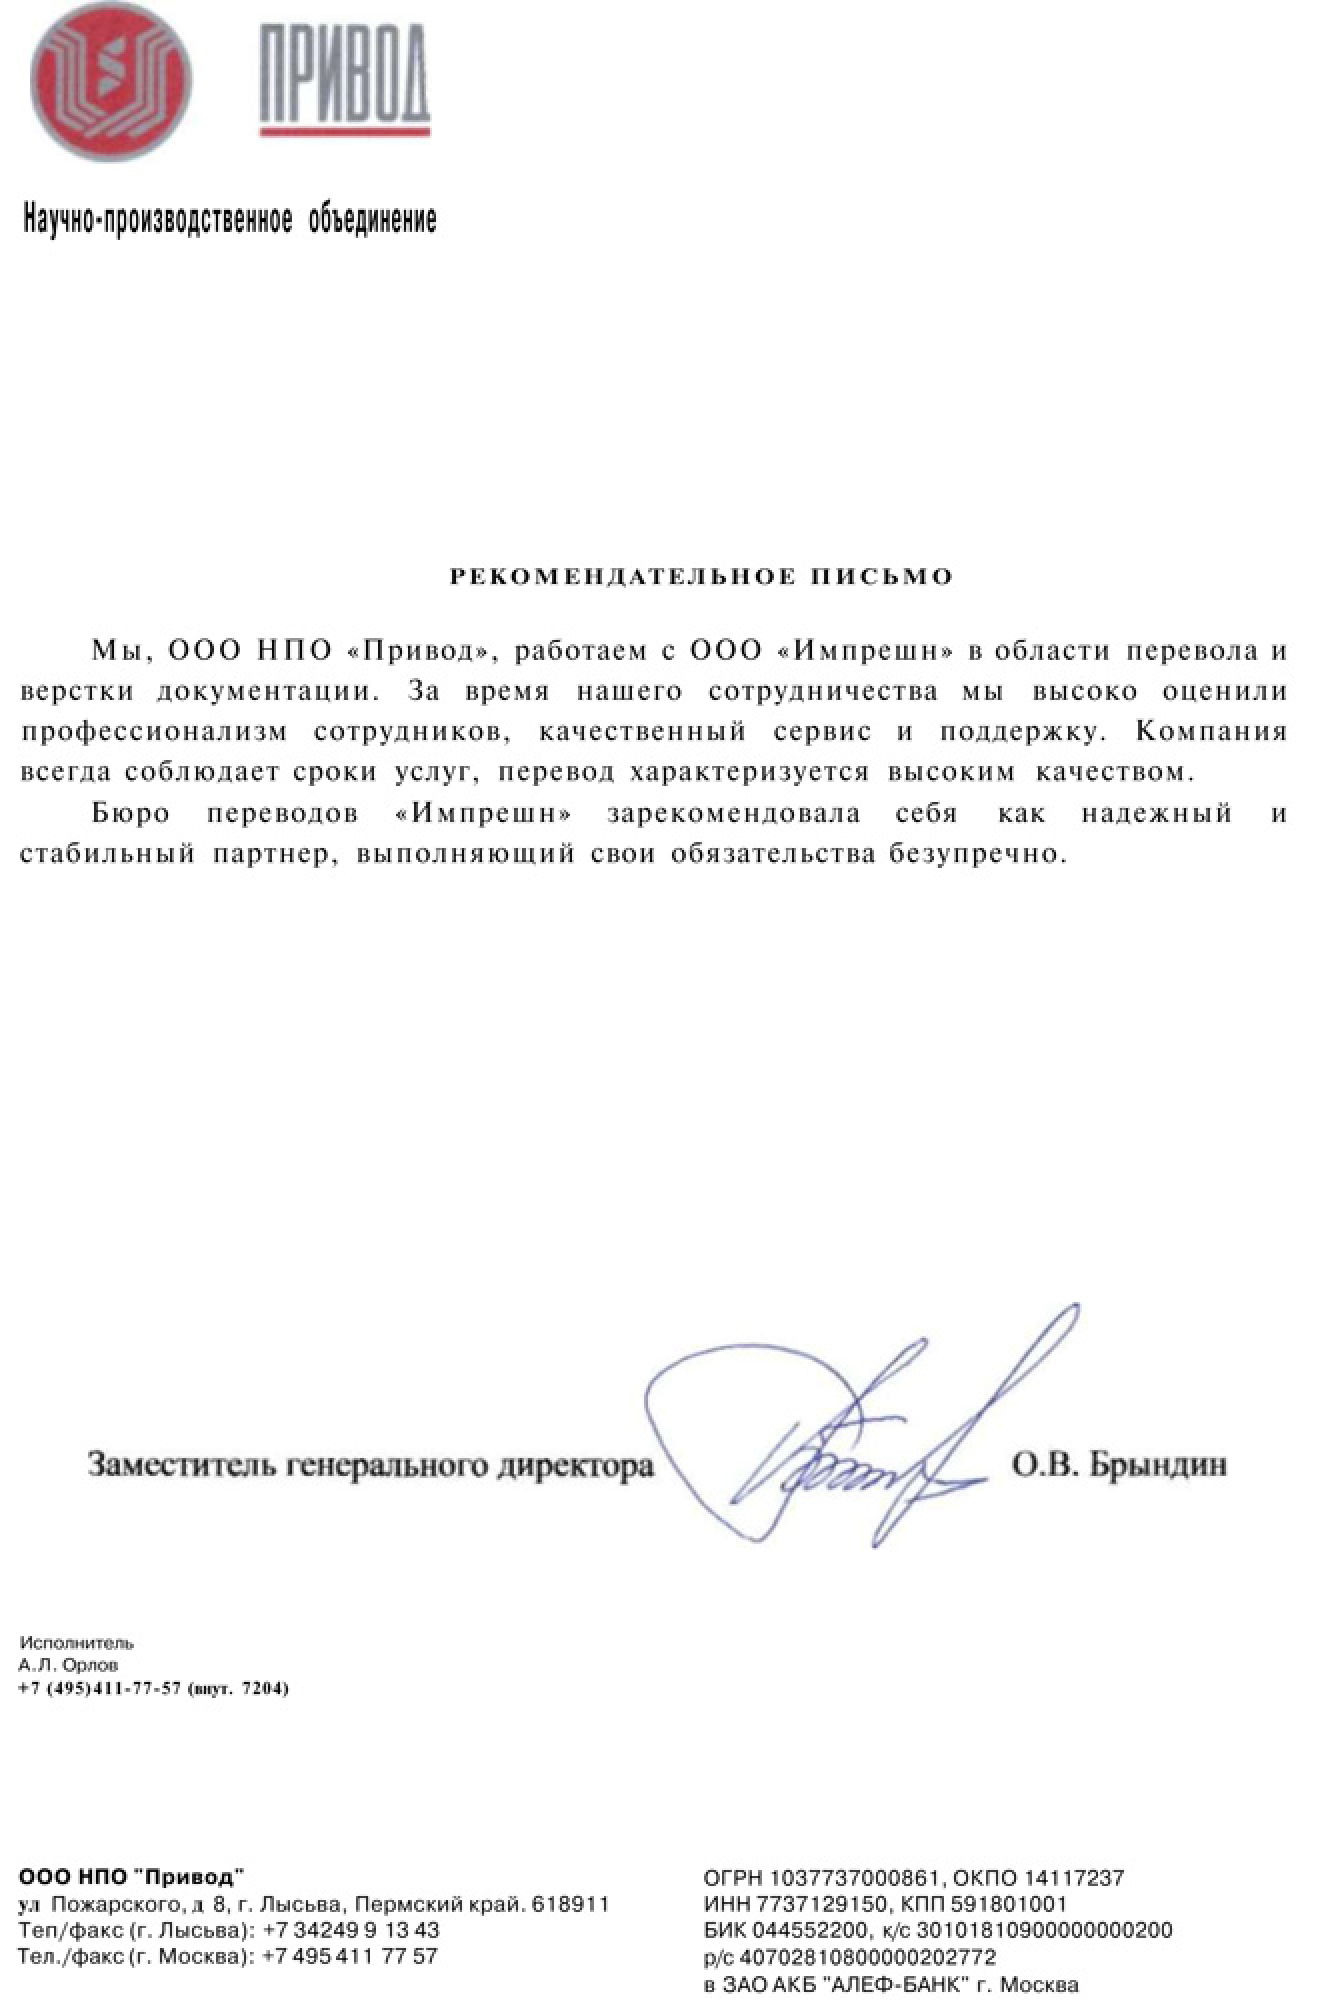 ПРИВОД
Научно-производственное объединение
РЕКОМЕНДАТЕЛЬНОЕ ПИСЬМО
Мы, ООО НПО «Привод», работаем с ООО «Импрешн» в области перевола и
верстки документации. За время нашего сотрудничества мы высоко оценили
профессионализм сотрудников, качественный сервис и поддержку. Компания
всегда соблюдает сроки услуг, перевод характеризуется высоким качеством.
Бюро переводов «Импрешн» зарекомендовала себя как надежный и
стабильный партнер, выполняющий свои обязательства безупречно.
Заместитель генерального директора О.В. Брындин
Исполнитель
А.Л. Орлов
+7 (495)411-77-57 (внут. 7204)
ООО НПО "Привод"
ул Пожарского, д 8, г. Лысьва, Пермский край. 618911
Теп/факс (г. Лысьва): +7 34249 9 13 43
Тел./факс (г. Москва): +7 495 411 77 57
ОГРН 1037737000861, ОКПО 14117237
ИНН 7737129150, КПП 591801001
БИК 044552200, к/с 30101810900000000200
р/с 40702810800000202772
в ЗАО АКБ "АЛЕФ-БАНК" г. Москва